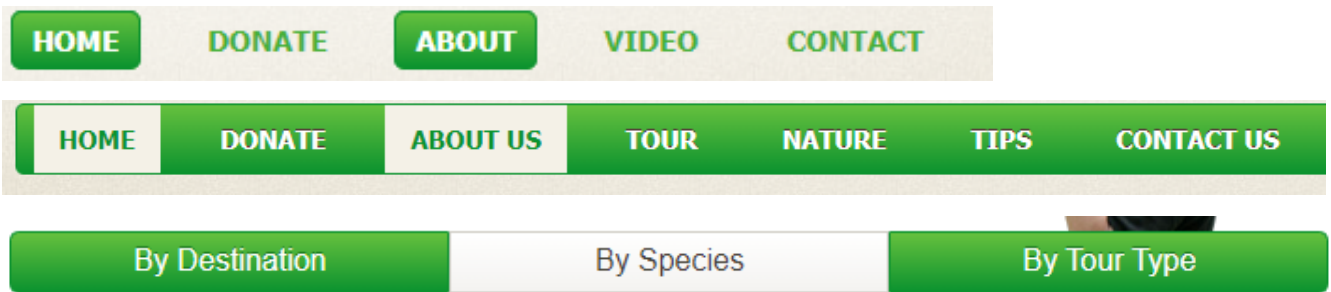 HOME DONATE ABOUT VIDEO CONTACT
HOME DONATE ABOUT US TOUR NATURE TIPS CONTACT US
By Destination By Species By Tour Type